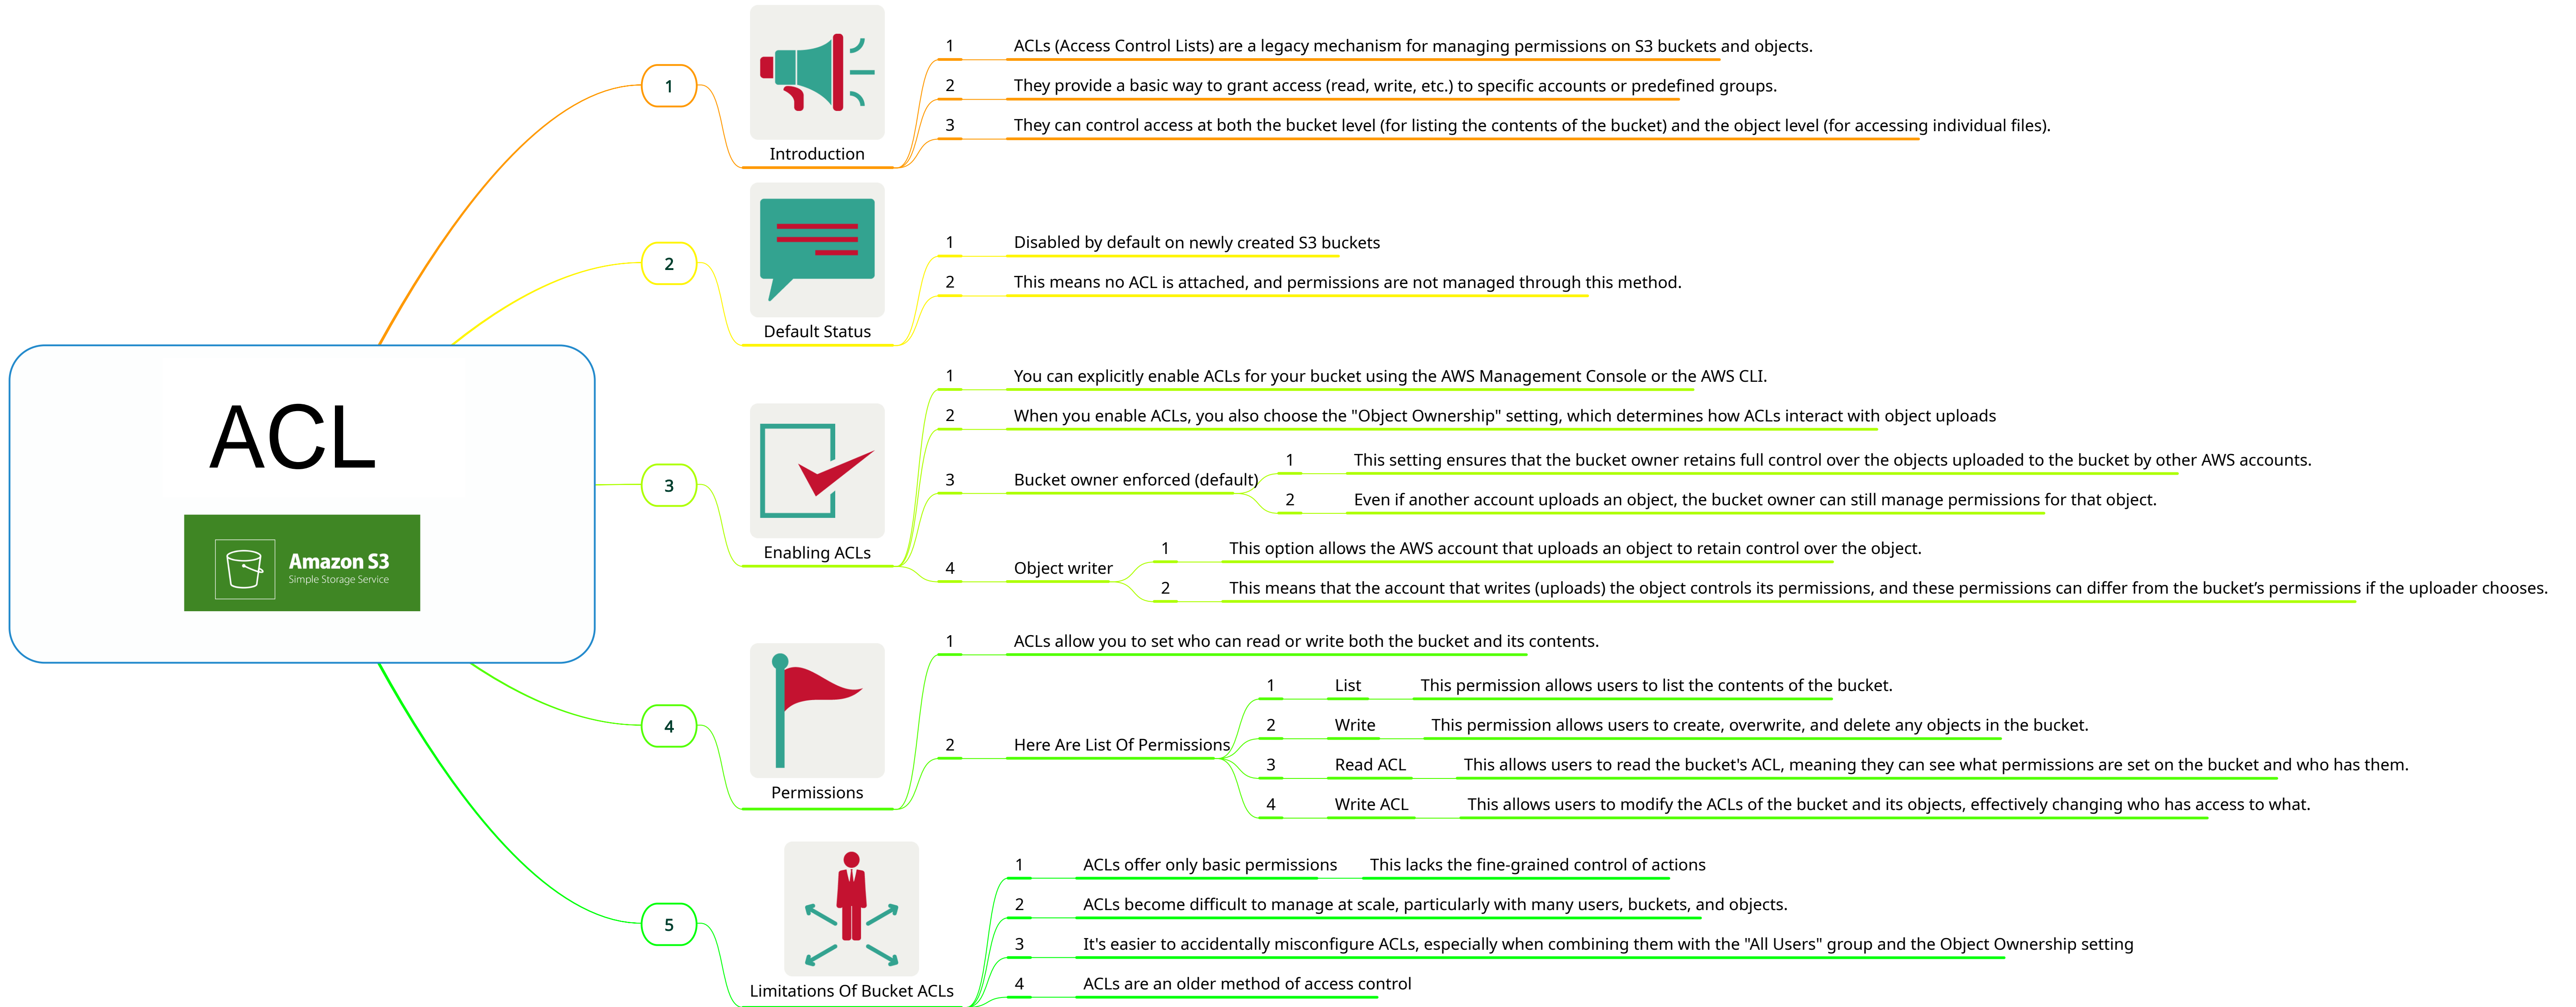 ACL
Amazon S3
Simple Storage Service
1
Introduction
1 ACLs (Access Control Lists) are a legacy mechanism for managing permissions on S3 buckets and objects.
2 They provide a basic way to grant access (read, write, etc.) to specific accounts or predefined groups.
3 They can control access at both the bucket level (for listing the contents of the bucket) and the object level (for accessing individual files).
2
Default Status
1 Disabled by default on newly created S3 buckets
2 This means no ACL is attached, and permissions are not managed through this method.
3
Enabling ACLs
1 You can explicitly enable ACLs for your bucket using the AWS Management Console or the AWS CLI.
2 When you enable ACLs, you also choose the "Object Ownership" setting, which determines how ACLs interact with object uploads
3 Bucket owner enforced (default)
1 This setting ensures that the bucket owner retains full control over the objects uploaded to the bucket by other AWS accounts.
2 Even if another account uploads an object, the bucket owner can still manage permissions for that object.
4 Object writer
1 This option allows the AWS account that uploads an object to retain control over the object.
2 This means that the account that writes (uploads) the object controls its permissions, and these permissions can differ from the bucket’s permissions if the uploader chooses.
4
Permissions
1 ACLs allow you to set who can read or write both the bucket and its contents.
2 Here Are List Of Permissions
1 List This permission allows users to list the contents of the bucket.
2 Write This permission allows users to create, overwrite, and delete any objects in the bucket.
3 Read ACL This allows users to read the bucket's ACL, meaning they can see what permissions are set on the bucket and who has them.
4 Write ACL This allows users to modify the ACLs of the bucket and its objects, effectively changing who has access to what.
5
Limitations Of Bucket ACLs
1 ACLs offer only basic permissions This lacks the fine-grained control of actions
2 ACLs become difficult to manage at scale, particularly with many users, buckets, and objects.
3 It's easier to accidentally misconfigure ACLs, especially when combining them with the "All Users" group and the Object Ownership setting
4 ACLs are an older method of access control